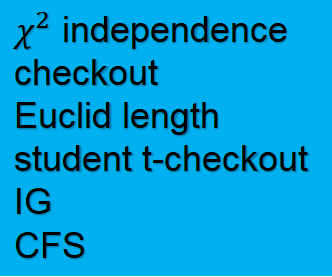 χ² independence
checkout
Euclid length
student t-checkout
IG
CFS